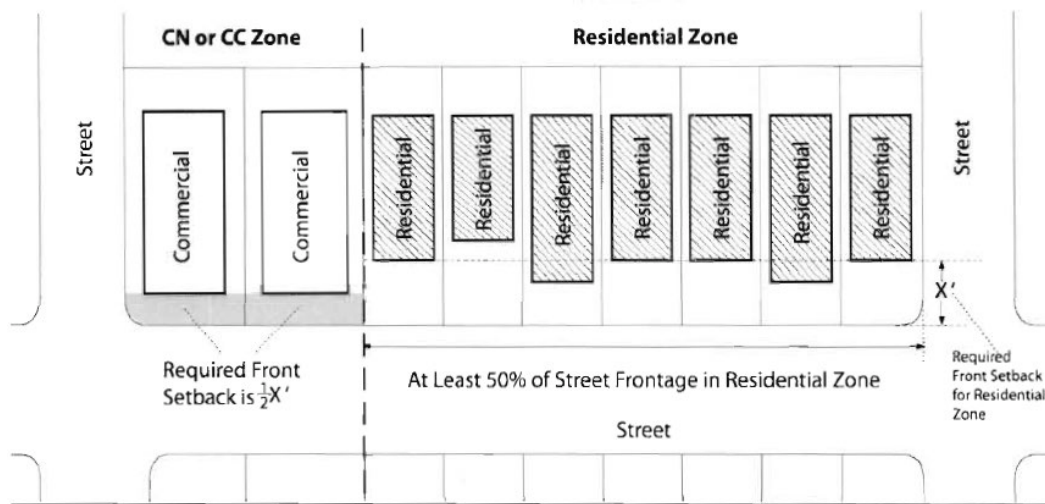 CN or CC Zone
Residential Zone
Street
Commercial
Commercial
Residential
Residential
Residential
Residential
Residential
Residential
Residential
Street
X'
Required Front
Setback is ½X'
At Least 50% of Street Frontage in Residential Zone
Required
Front Setback
for Residential
Zone
Street